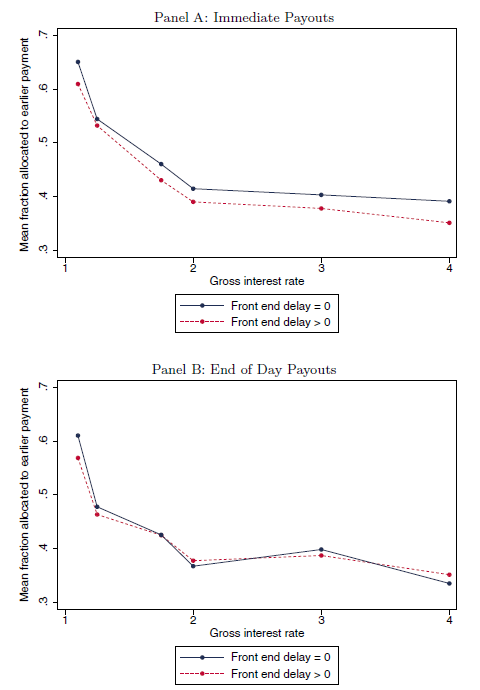 Panel A: Immediate Payouts
Mean fraction allocated to earlier payment
.7
.6
.5
.4
.3
1 2 3 4
Gross interest rate
Front end delay = 0
Front end delay > 0
Panel B: End of Day Payouts
Mean fraction allocated to earlier payment
.7
.6
.5
.4
.3
1 2 3 4
Gross interest rate
Front end delay = 0
Front end delay > 0